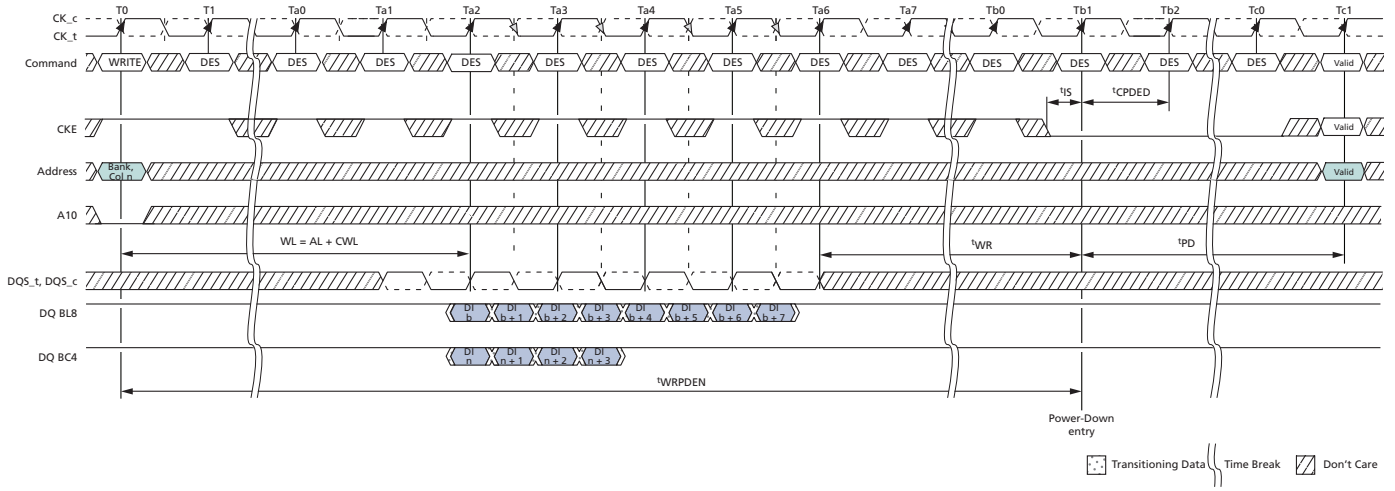 T0 T1 Ta0 Ta1 Ta2 Ta3 Ta4 Ta5 Ta6 Ta7 Tb0 Tb1 Tb2 Tc0 Tc1
CK_c
CK_t
Command WRITE DES DES DES DES DES DES DES DES DES DES DES DES DES Valid
tIS tCPDED
CKE Valid
Address Bank, Col n Valid
A10
WL = AL + CWL tWR tPD
DQS_t, DQS_c
DQ BL8 DI b DI b + 1 DI b + 2 DI b + 3 DI b + 4 DI b + 5 DI b + 6 DI b + 7
DQ BC4 DI n DI n + 1 DI n + 2 DI n + 3
tWRPDEN
Power-Down
entry
Transitioning Data Time Break Don't Care